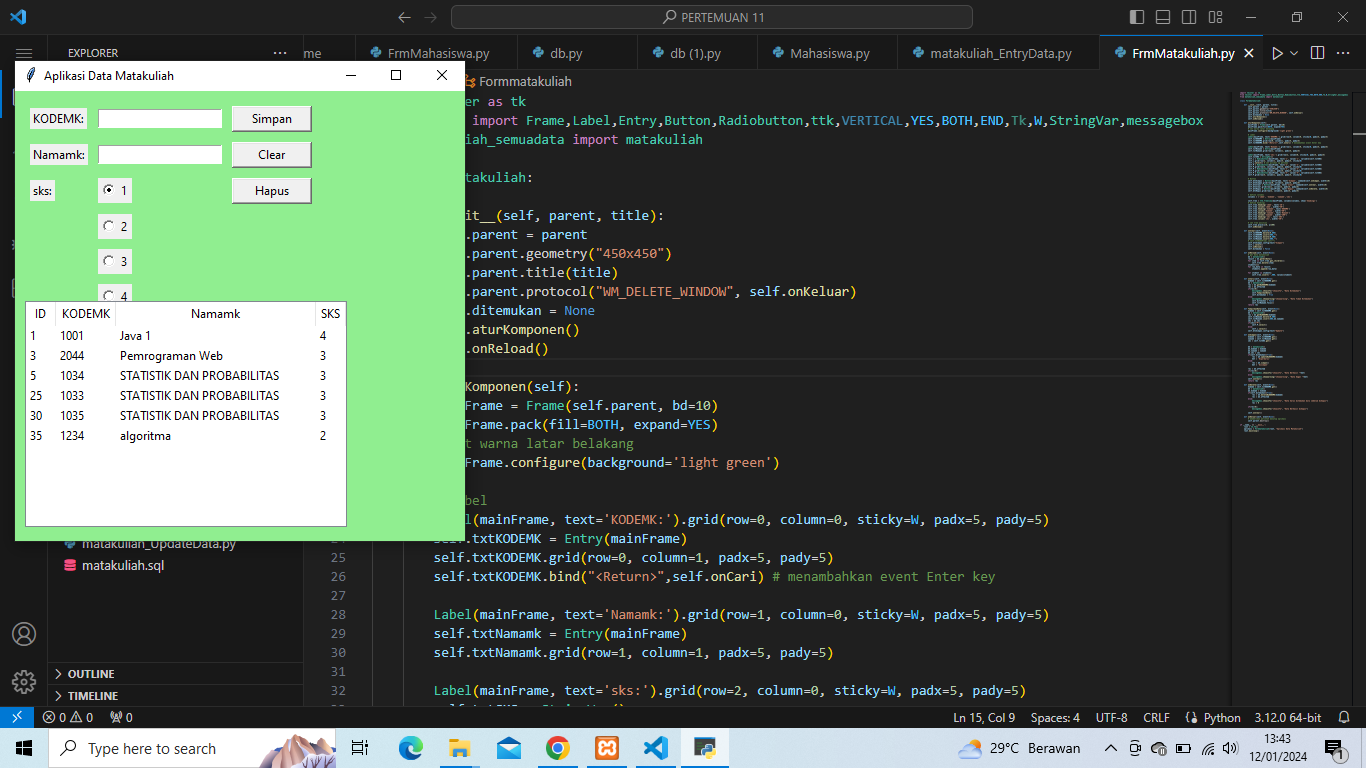 PERTEMUAN 11
EXPLORER
me
FrmMahasiswa.py
db.py
db (1).py
Mahasiswa.py
matakuliah_EntryData.py
FrmMatakuliah.py
Formmatakuliah
Aplikasi Data Matakuliah
KODEMK:
Simpan
Namamk:
Clear
sks:
1
Hapus
2
3
4
ID KODEMK Namamk SKS
1 1001 Java 1 4
3 2044 Pemrograman Web 3
5 1034 STATISTIK DAN PROBABILITAS 3
25 1033 STATISTIK DAN PROBABILITAS 3
30 1035 STATISTIK DAN PROBABILITAS 3
35 1234 algoritma 2
er as tk
import Frame,Label,Entry,Button,Radiobutton,ttk,VERTICAL,YES,BOTH,END,Tk,W,StringVar,messagebox
iah_semuadata import matakuliah
takuliah:
it__(self, parent, title):
.parent = parent
.parent.geometry("450x450")
.parent.title(title)
.parent.protocol("WM_DELETE_WINDOW", self.onKeluar)
.ditemukan = None
.aturKomponen()
.onReload()
Komponen(self):
Frame = Frame(self.parent, bd=10)
Frame.pack(fill=BOTH, expand=YES)
t warna latar belakang
Frame.configure(background='light green')
bel
l(mainFrame, text='KODEMK:').grid(row=0, column=0, sticky=W, padx=5, pady=5)
24 self.txtKODEMK = Entry(mainFrame)
25 self.txtKODEMK.grid(row=0, column=1, padx=5, pady=5)
26 self.txtKODEMK.bind("<Return>",self.onCari) # menambahkan event Enter key
27
28 Label(mainFrame, text='Namamk:').grid(row=1, column=0, sticky=W, padx=5, pady=5)
29 self.txtNamamk = Entry(mainFrame)
30 self.txtNamamk.grid(row=1, column=1, padx=5, pady=5)
31
32 Label(mainFrame, text='sks:').grid(row=2, column=0, sticky=W, padx=5, pady=5)
matakuliah_UpdateData.py
matakuliah.sql
OUTLINE
TIMELINE
0 0 0
Ln 15, Col 9 Spaces: 4 UTF-8 CRLF Python 3.12.0 64-bit
Type here to search
29°C Berawan
13:43
12/01/2024
1